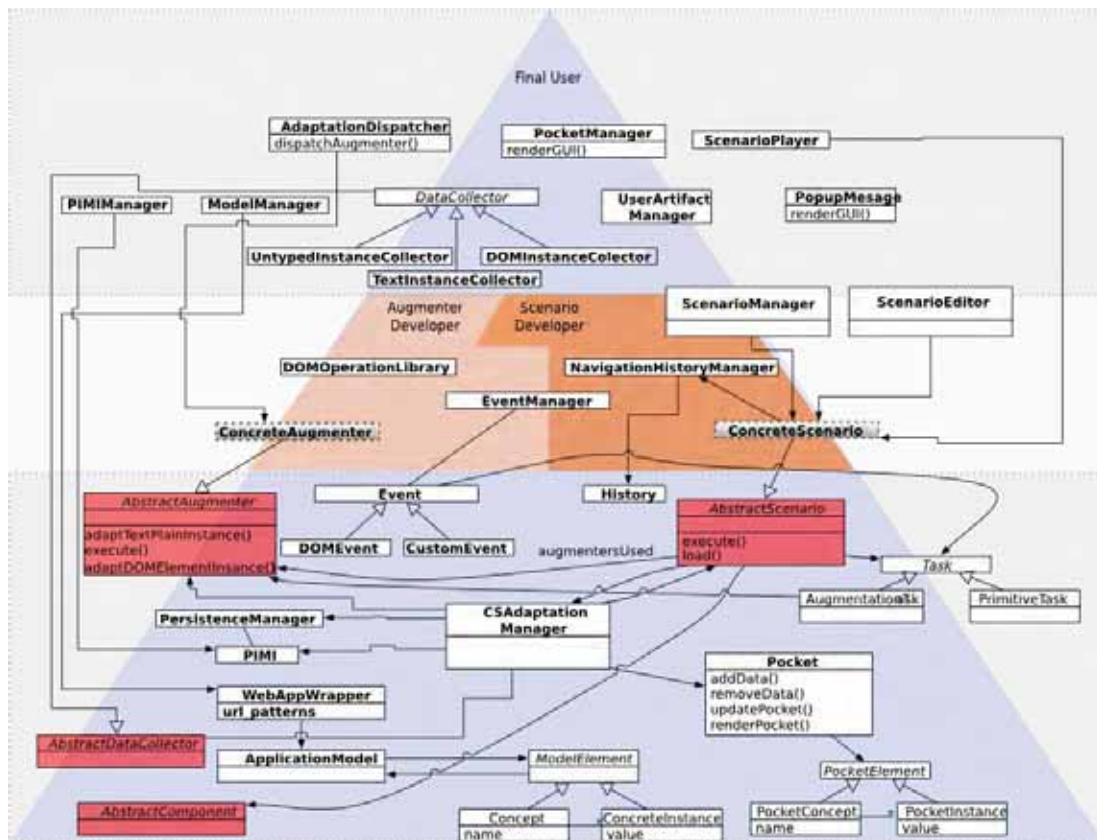 Final User
AdaptationDispatcher
dispatchAugmenter()
PocketManager
renderGUI()
ScenarioPlayer
PIMIManager
ModelManager
DataCollector
UserArtifact
Manager
PopupMesage
renderGUI()
UntypedInstanceCollector
DOMInstanceColector
TextInstanceCollector
Augmenter
Developer
Scenario
Developer
ScenarioManager
ScenarioEditor
DOMOperationLibrary
NavigationHistoryManager
EventManager
ConcreteAugmenter
ConcreteScenario
AbstractAugmenter
adaptTextPlainInstance()
execute()
adaptDOMElementInsance()
Event
History
AbstractScenario
execute()
load()
DOMEvent
CustomEvent
augmentersUsed
Task
PersistenceManager
CSAdaptation
Manager
PrimitiveTask
PIMI
WebAppWrapper
url_patterns
Pocket
addData()
removeData()
updatePocket()
renderPocket()
AbstractDataCollector
ApplicationModel
ModelElement
PocketElement
AbstractComponent
Concept
name
ConcreteInstance
value
PocketConcept
name
PocketInstance
value